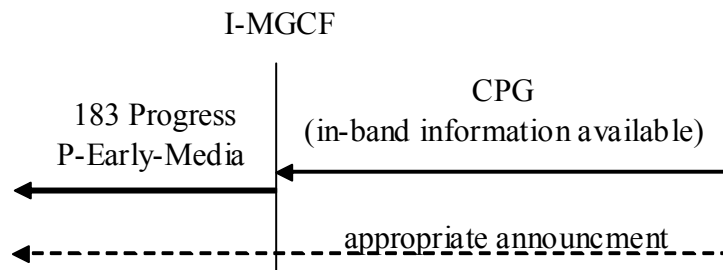 I-MGCF
183 Progress
P-Early-Media
CPG
(in-band information available)
appropriate announcment